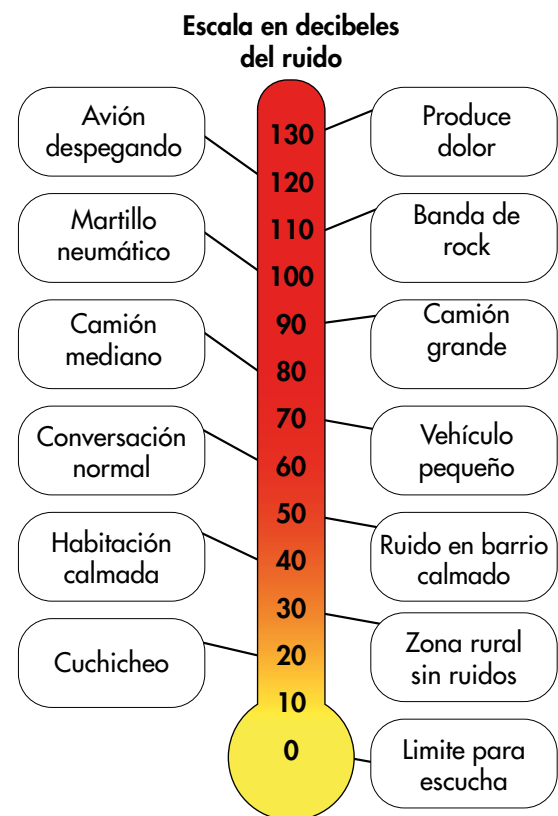 Escala en decibeles
del ruido
Avión
despegando
Martillo
neumático
Camión
mediano
Conversación
normal
Habitación
calmada
Cuchicheo
130
120
110
100
90
80
70
60
50
40
30
20
10
0
Produce
dolor
Banda de
rock
Camión
grande
Vehículo
pequeño
Ruido en barrio
calmado
Zona rural
sin ruidos
Limite para
escucha